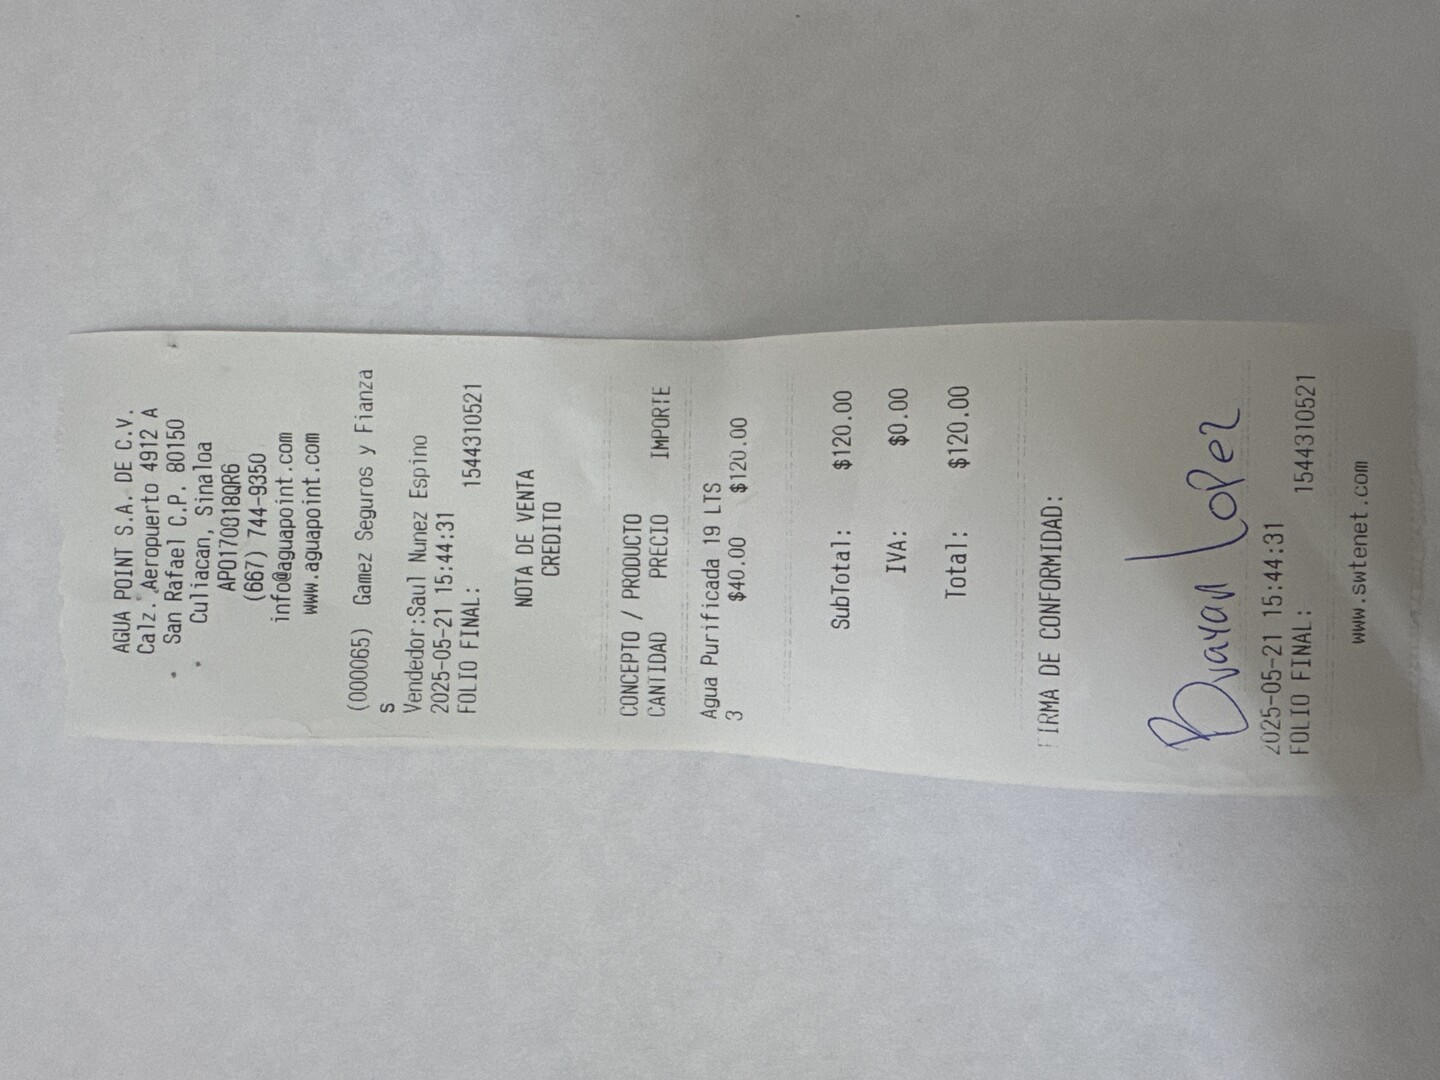 AGUA POINT S.A. DE C.V.
Calz. Aeropuerto 4912 A
San Rafael C.P. 80150
Culiacan, Sinaloa
APO170818QR6
(667) 744-9350
info@aguapoint.com
www.aguapoint.com
(000065) Gamez Seguros y Fianza
s
Vendedor:Saul Nunez Espino
2025-05-21 15:44:31
FOLIO FINAL: 1544310521
NOTA DE VENTA
CREDITO
CONCEPTO / PRODUCTO
CANTIDAD PRECIO IMPORTE
Agua Purificada 19 LTS
3 $40.00 $120.00
SubTotal: $120.00
IVA: $0.00
Total: $120.00
FIRMA DE CONFORMIDAD:
Brayan Lopez
2025-05-21 15:44:31
FOLIO FINAL: 1544310521
www.swtenet.com